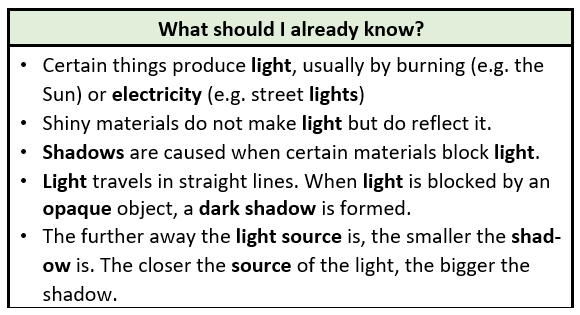 What should I already know?
• Certain things produce light, usually by burning (e.g. the
Sun) or electricity (e.g. street lights)
• Shiny materials do not make light but do reflect it.
• Shadows are caused when certain materials block light.
• Light travels in straight lines. When light is blocked by an
opaque object, a dark shadow is formed.
• The further away the light source is, the smaller the shad-
ow is. The closer the source of the light, the bigger the
shadow.